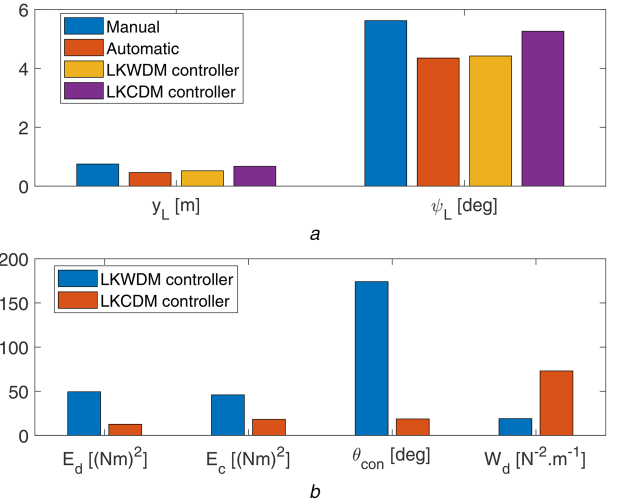 6
4
2
0
Manual
Automatic
LKWDM controller
LKCDM controller
y_L [m]
ψ_L [deg]
a
200
150
100
50
0
LKWDM controller
LKCDM controller
E_d [(Nm)^2]
E_c [(Nm)^2]
θ_con [deg]
W_d [N^-2.m^-1]
b